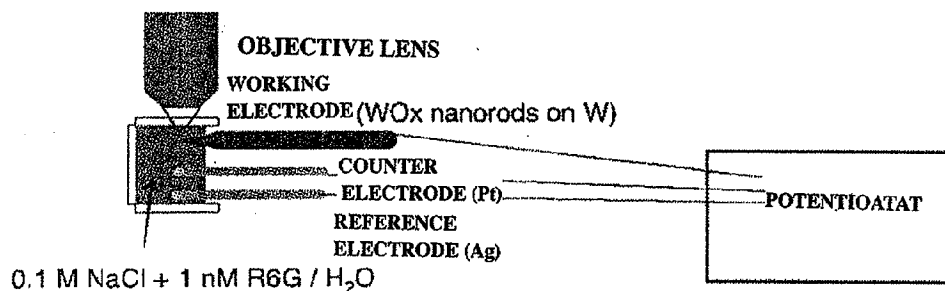 OBJECTIVE LENS
WORKING
ELECTRODE (WOx nanorods on W)
COUNTER
ELECTRODE (Pt)
POTENTIOATAT
REFERENCE
ELECTRODE (Ag)
0.1 M NaCl + 1 nM R6G / H₂O